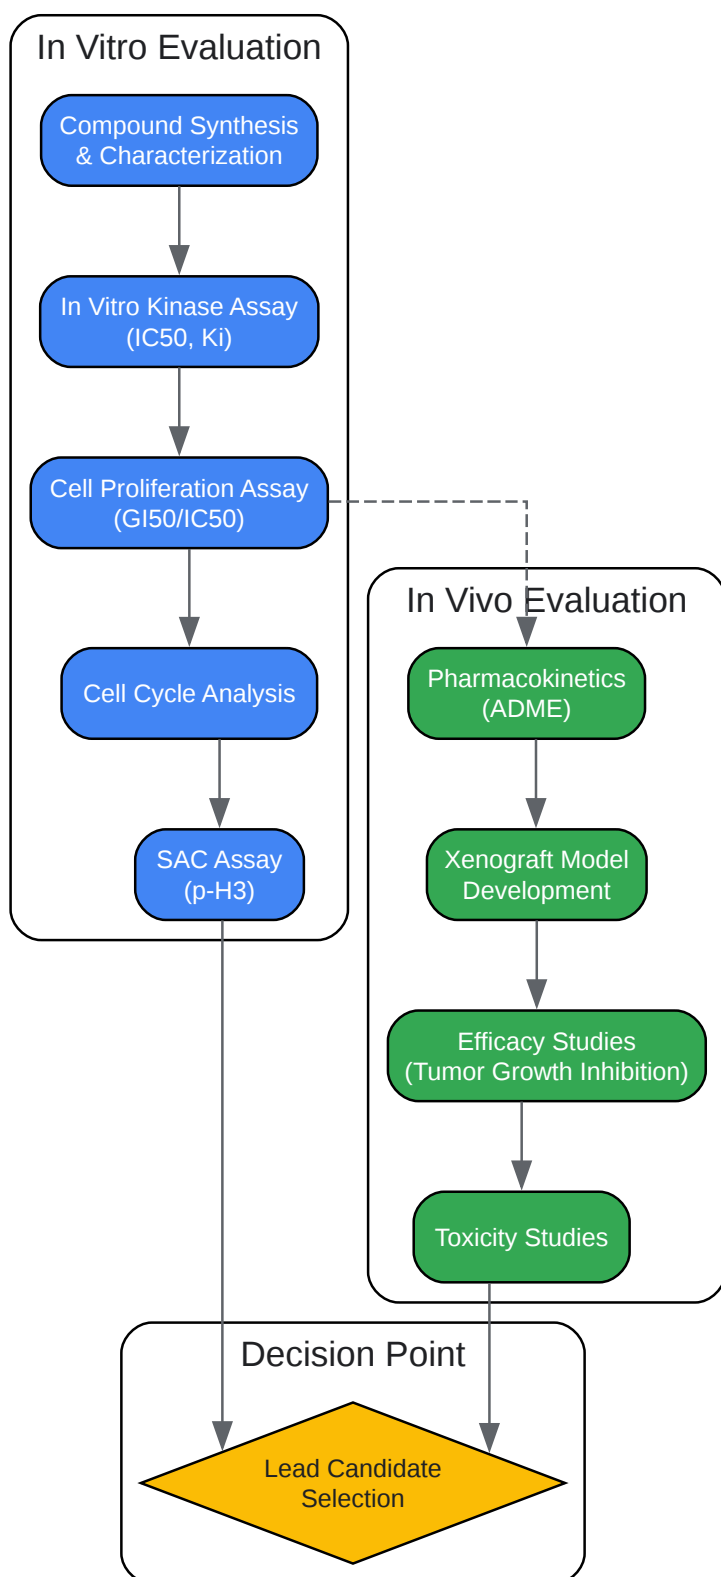 In Vitro Evaluation
Compound Synthesis
& Characterization
In Vitro Kinase Assay
(IC50, Ki)
Cell Proliferation Assay
(GI50/IC50)
Cell Cycle Analysis
SAC Assay
(p-H3)
In Vivo Evaluation
Pharmacokinetics
(ADME)
Xenograft Model
Development
Efficacy Studies
(Tumor Growth Inhibition)
Toxicity Studies
Decision Point
Lead Candidate
Selection